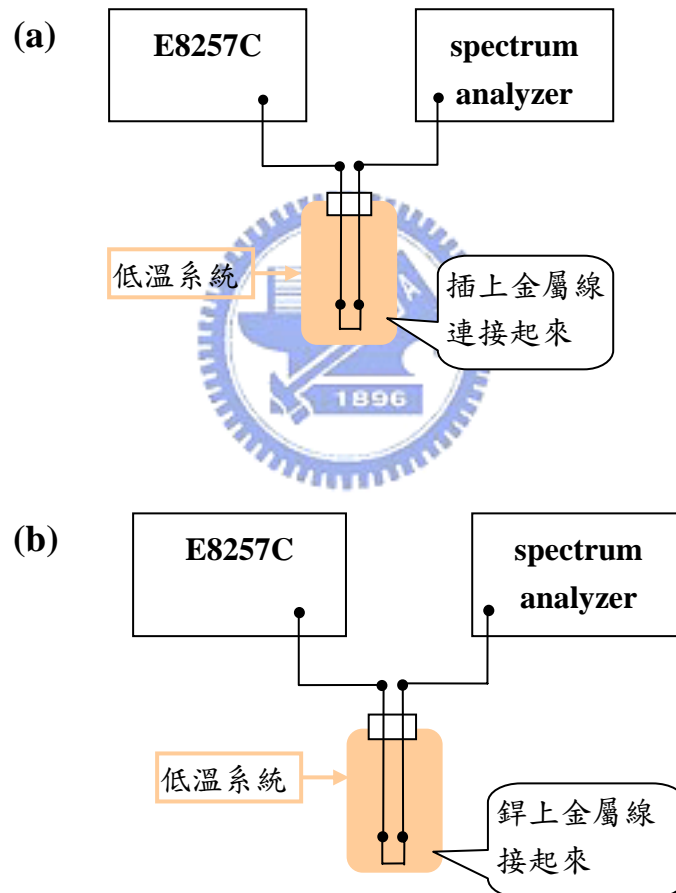 (a)
E8257C
spectrum
analyzer
低溫系統
插上金屬線
連接起來
A
1896
(b)
E8257C
spectrum
analyzer
低溫系統
銲上金屬線
接起來